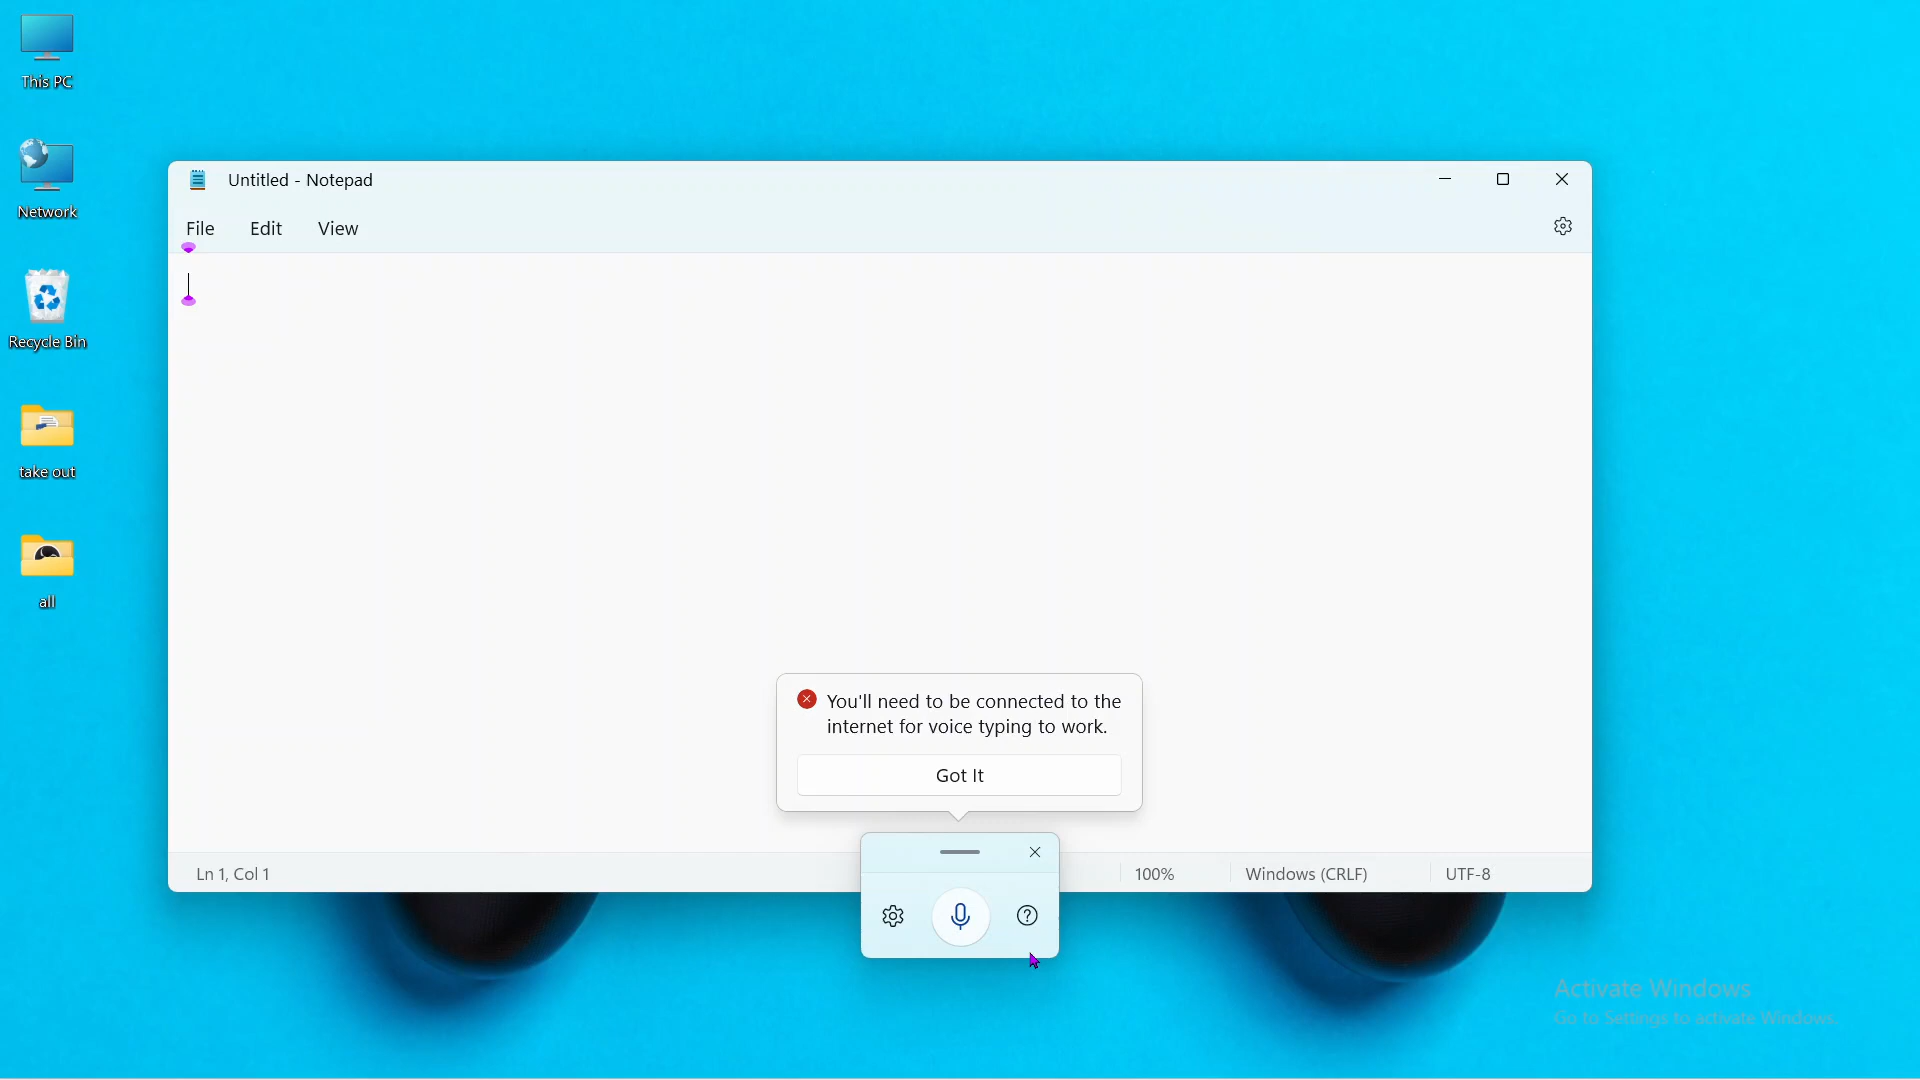 This PC
Network
Recycle Bin
take out
all
Untitled - Notepad
File Edit View
You'll need to be connected to the
internet for voice typing to work.
Got It
Ln 1, Col 1 100% Windows (CRLF) UTF-8
Activate Windows
Go to Settings to activate Windows.